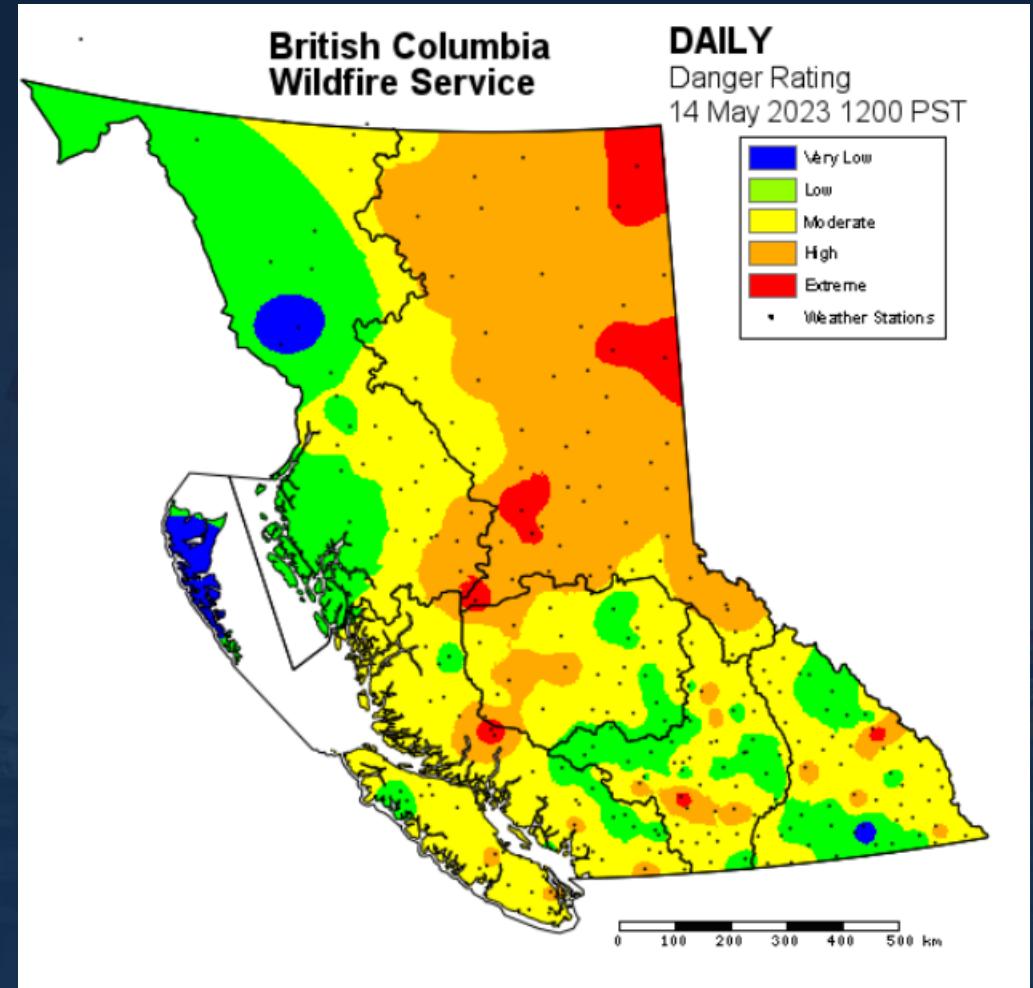 British Columbia
Wildfire Service
DAILY
Danger Rating
14 May 2023 1200 PST
Very Low
Low
Moderate
High
Extreme
Weather Stations
0 100 200 300 400 500 km